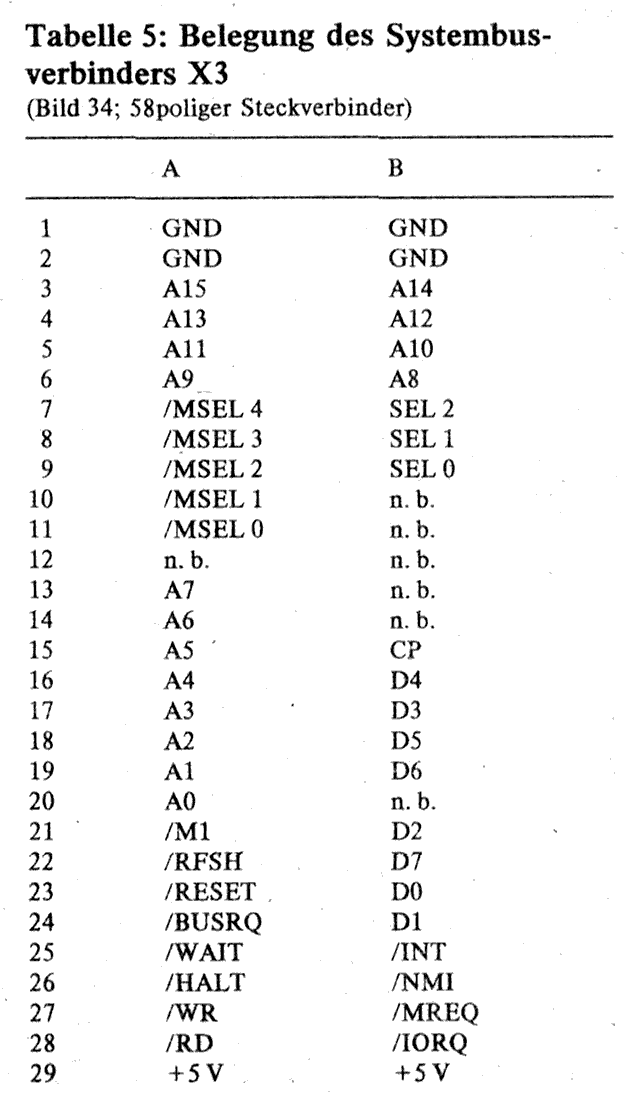 Tabelle 5: Belegung des Systembus-
verbinders X3
(Bild 34; 58poliger Steckverbinder)
A B
1 GND GND
2 GND GND
3 A15 A14
4 A13 A12
5 A11 A10
6 A9 A8
7 /MSEL 4 SEL 2
8 /MSEL 3 SEL 1
9 /MSEL 2 SEL 0
10 /MSEL 1 n. b.
11 /MSEL 0 n. b.
12 n. b. n. b.
13 A7 n. b.
14 A6 n. b.
15 A5 CP
16 A4 D4
17 A3 D3
18 A2 D5
19 A1 D6
20 A0 n. b.
21 /M1 D2
22 /RFSH D7
23 /RESET D0
24 /BUSRQ D1
25 /WAIT /INT
26 /HALT /NMI
27 /WR /MREQ
28 /RD /IORQ
29 +5 V +5 V